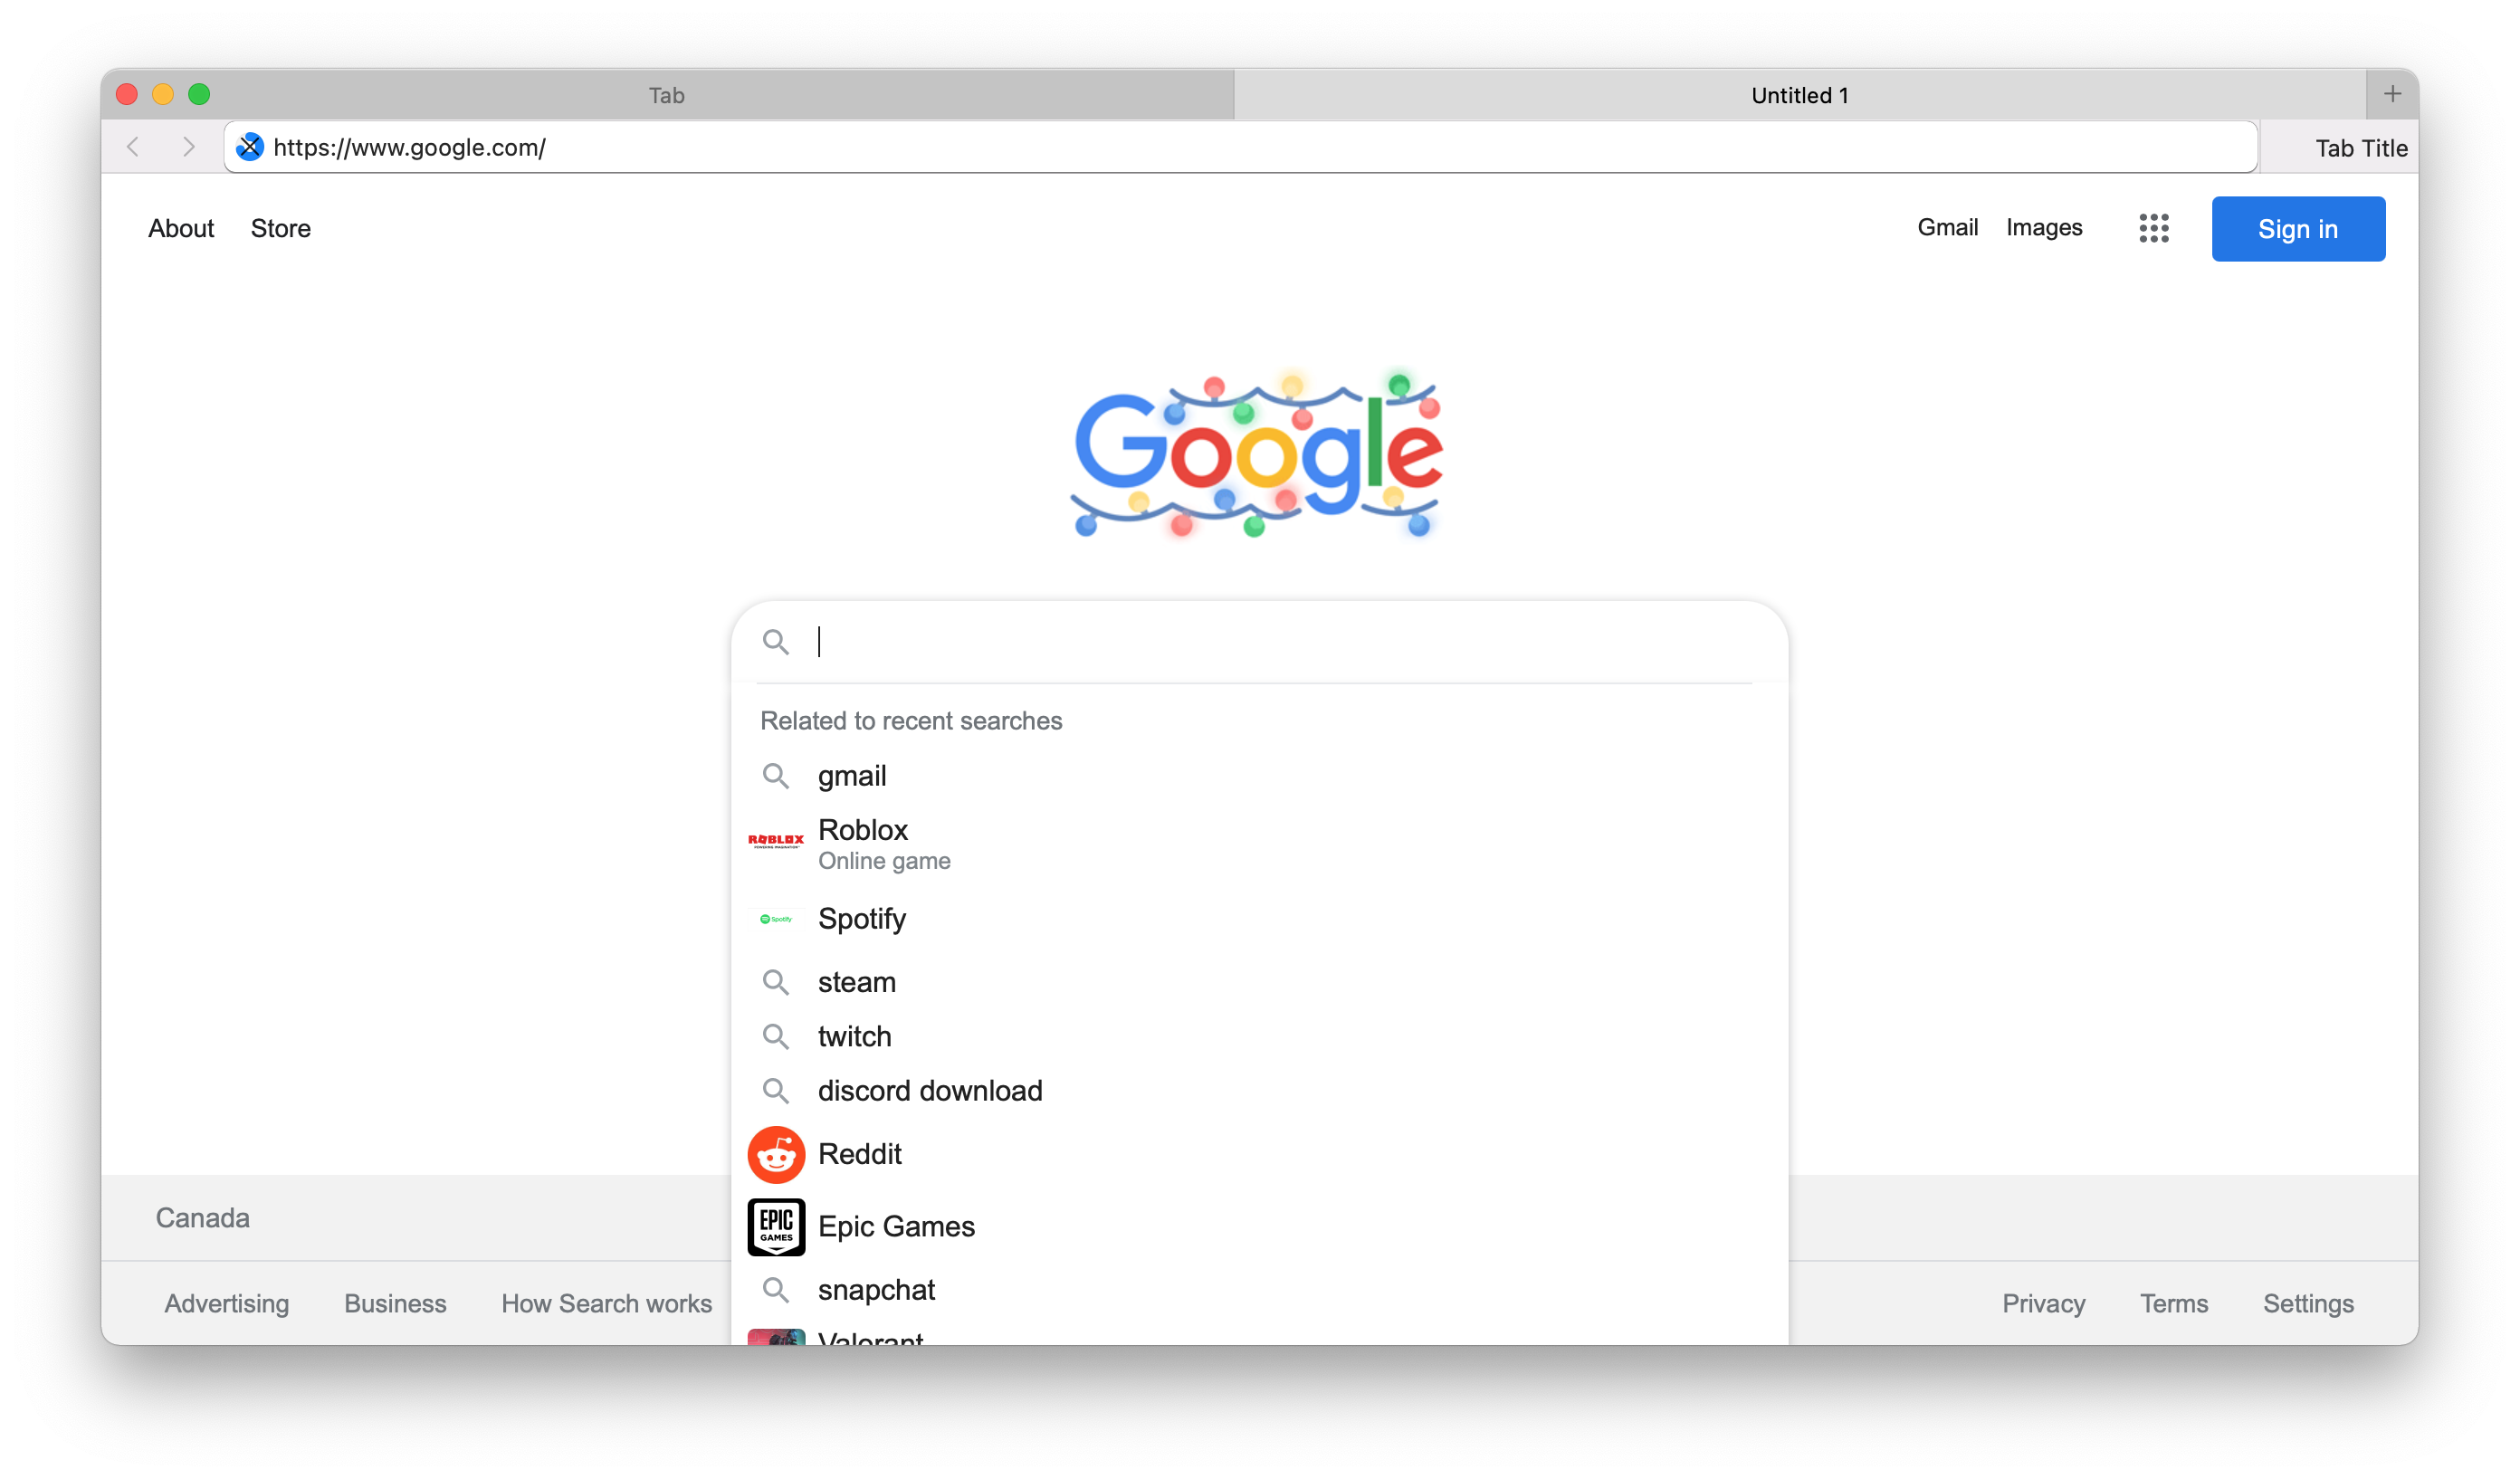 Tab
Untitled 1
https://www.google.com/
Tab Title
About Store
Gmail Images
Sign in
Google
Related to recent searches
gmail
ROBLOX
Roblox
Online game
Spotify
Spotify
steam
twitch
discord download
Reddit
EPIC
GAMES
Epic Games
snapchat
Valorant
Canada
Advertising Business How Search works
Privacy Terms Settings